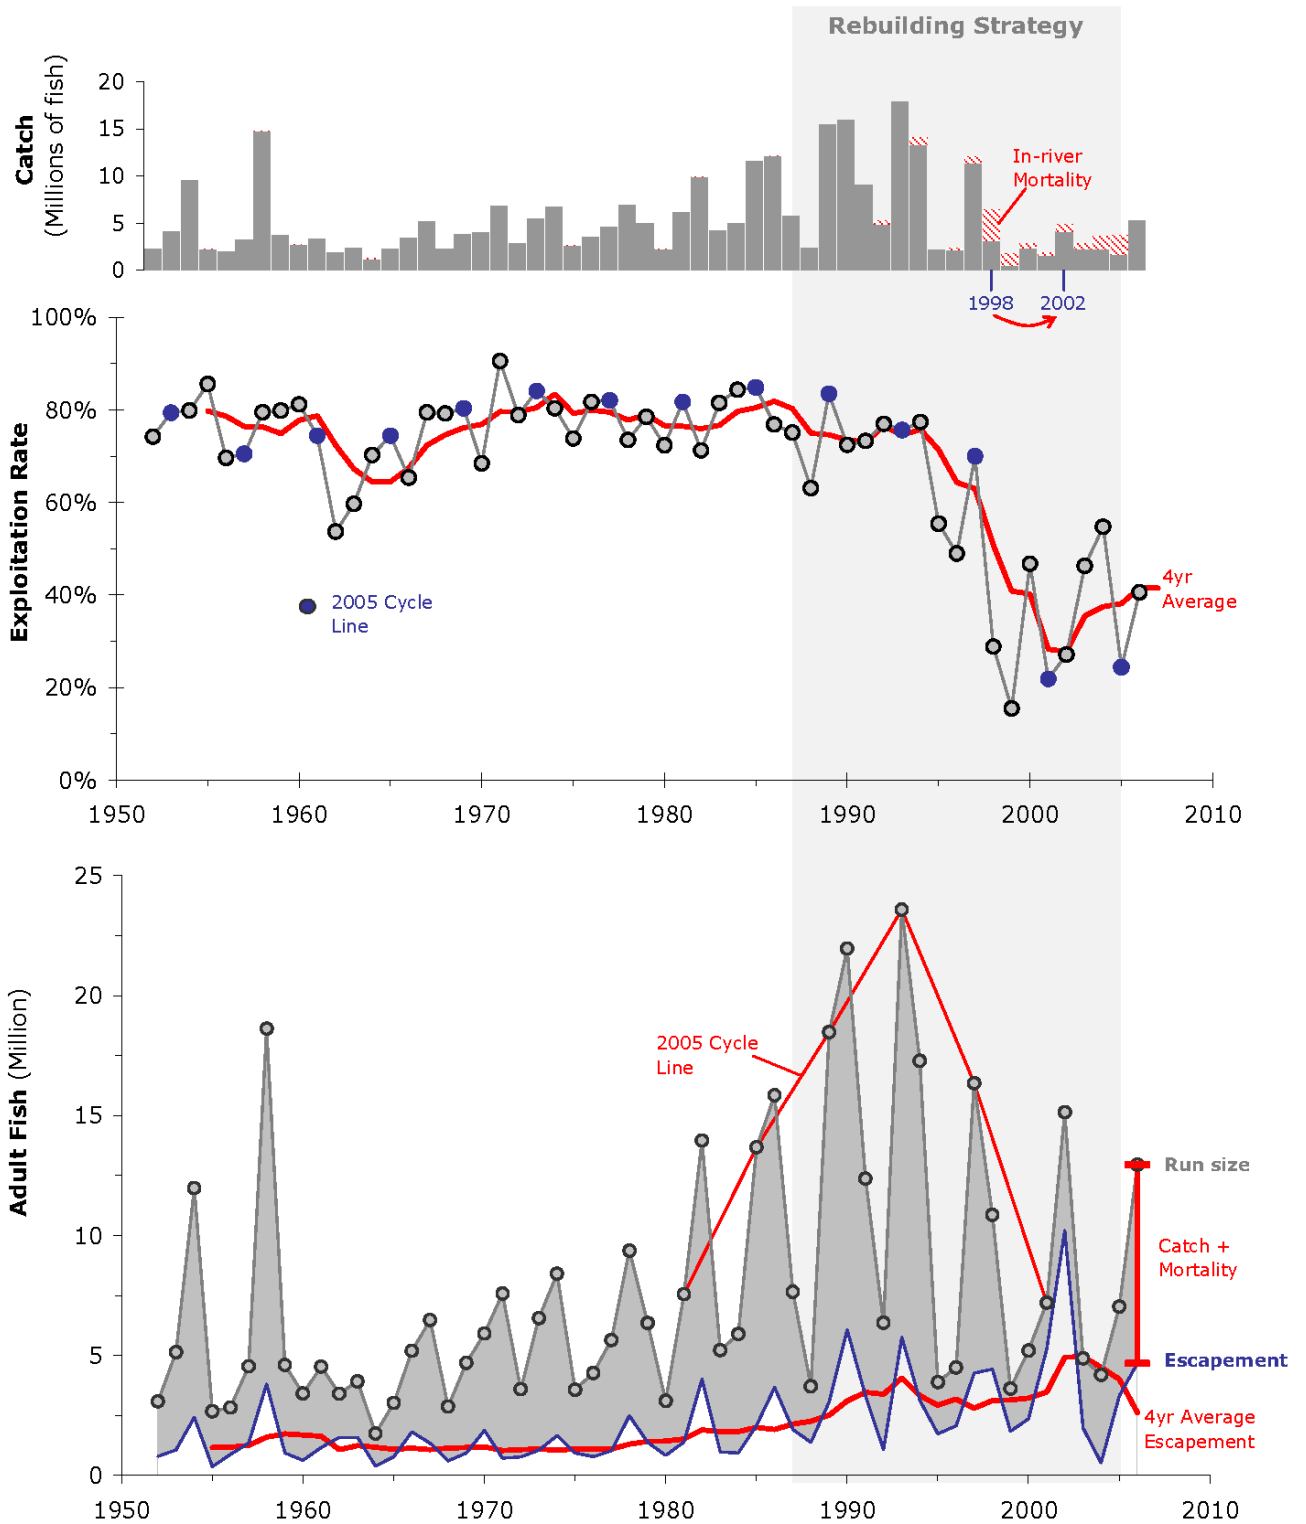 Rebuilding Strategy
Catch
(Millions of fish)
20
15
10
5
0
In-river
Mortality
1998
2002
Exploitation Rate
100%
80%
60%
40%
20%
0%
2005 Cycle
Line
4yr
Average
1950
1960
1970
1980
1990
2000
2010
Adult Fish (Million)
25
20
15
10
5
0
2005 Cycle
Line
Run size
Catch +
Mortality
Escapement
4yr Average
Escapement
1950
1960
1970
1980
1990
2000
2010